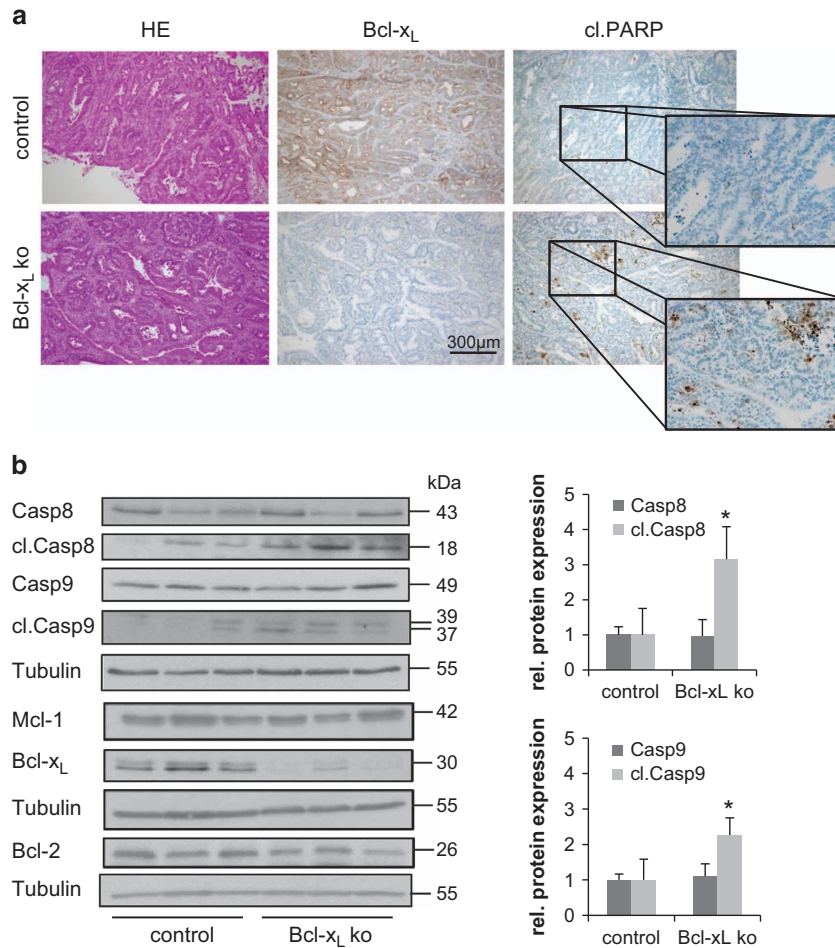 a
HE
Bcl-xL
cl.PARP
control
Bcl-xL ko
300μm
b
kDa
Casp8
43
cl.Casp8
18
Casp9
49
cl.Casp9
39
37
Tubulin
55
Mcl-1
42
Bcl-xL
30
Tubulin
55
Bcl-2
26
Tubulin
55
control
Bcl-xL ko
rel. protein expression
5
4
3
2
1
0
Casp8
cl.Casp8
*
control
Bcl-xL ko
rel. protein expression
5
4
3
2
1
0
Casp9
cl.Casp9
*
control
Bcl-xL ko